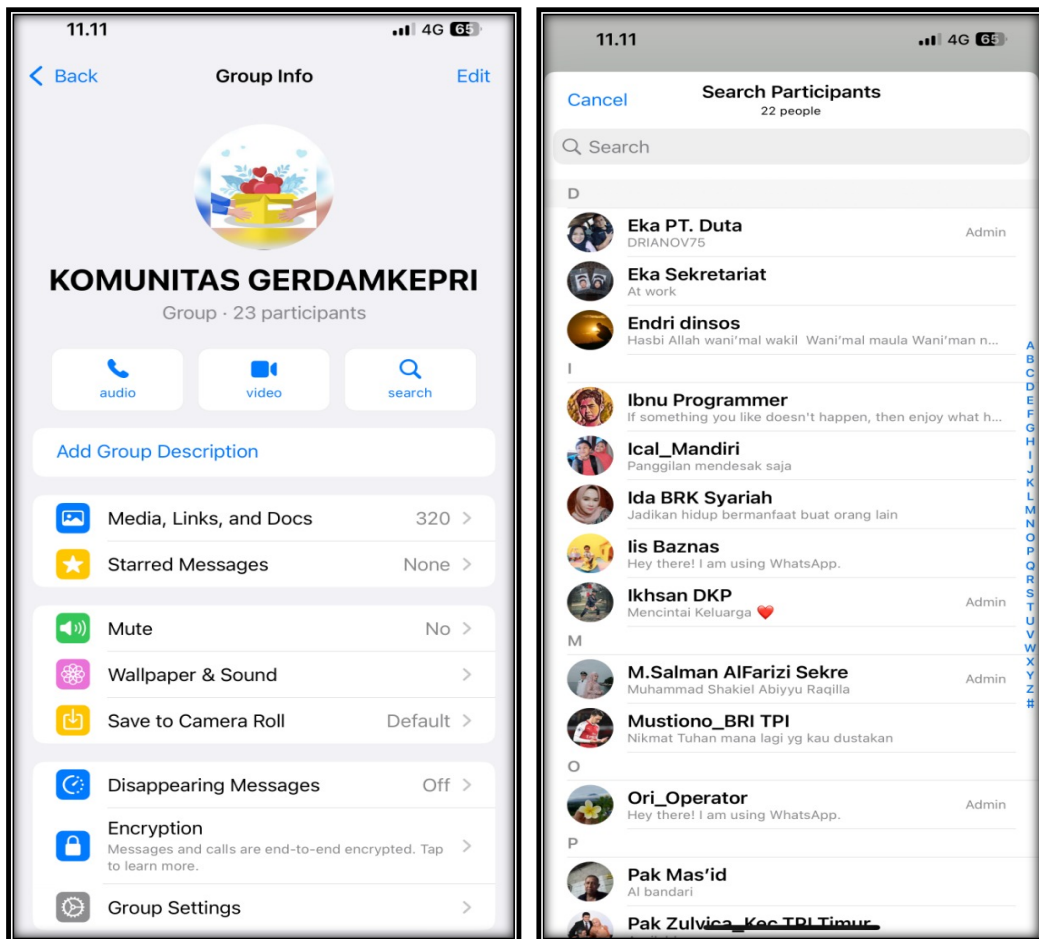 11.11
4G 65
Back
Group Info
Edit
KOMUNITAS GERDAMKEPRI
Group · 23 participants
audio
video
search
Add Group Description
Media, Links, and Docs
320
Starred Messages
None
Mute
No
Wallpaper & Sound
Save to Camera Roll
Default
Disappearing Messages
Off
Encryption
Messages and calls are end-to-end encrypted. Tap
to learn more.
Group Settings
11.11
4G 65
Cancel
Search Participants
22 people
Search
D
Eka PT. Duta
DRIANOV75
Admin
Eka Sekretariat
At work
Endri dinsos
Hasbi Allah wani'mal wakil Wani'mal maula Wani'man n...
I
Ibnu Programmer
If something you like doesn't happen, then enjoy what h...
Ical_Mandiri
Panggilan mendesak saja
Ida BRK Syariah
Jadikan hidup bermanfaat buat orang lain
Iis Baznas
Hey there! I am using WhatsApp.
Ikhsan DKP
Mencintai Keluarga ❤️
Admin
M
M.Salman AlFarizi Sekre
Muhammad Shakiel Abiyyu Raqilla
Admin
Mustiono_BRI TPI
Nikmat Tuhan mana lagi yg kau dustakan
O
Ori_Operator
Hey there! I am using WhatsApp.
Admin
P
Pak Mas'id
Al bandari
Pak Zulvica_Kec TPI Timur
A
B
C
D
E
F
G
H
I
J
K
L
M
N
O
P
Q
R
S
T
U
V
W
X
Y
Z
#